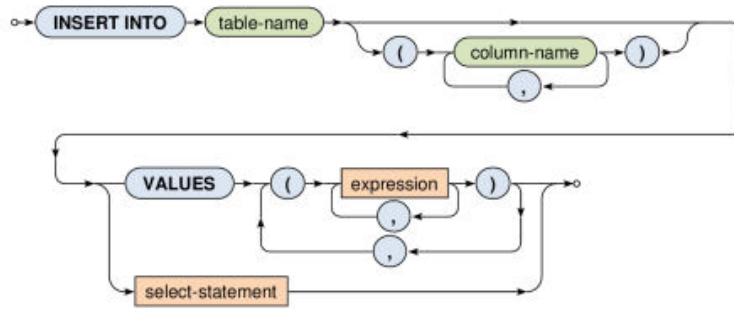 INSERT INTO table-name
( column-name )
,
VALUES ( expression )
,
,
select-statement